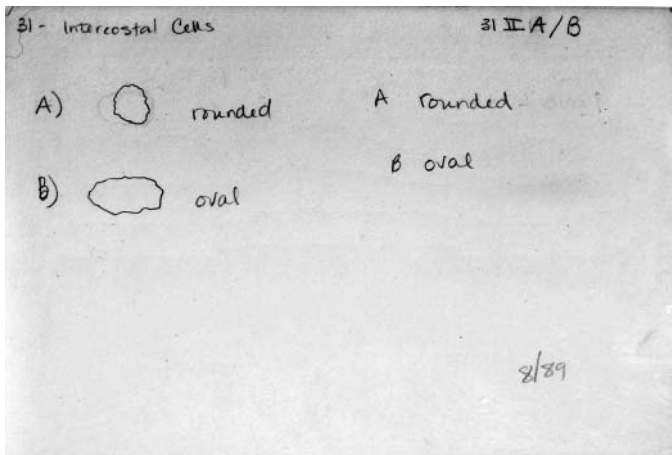 31 - Intercostal Cells
31 II A/B
A) rounded
A rounded
B oval
B) oval
8/89